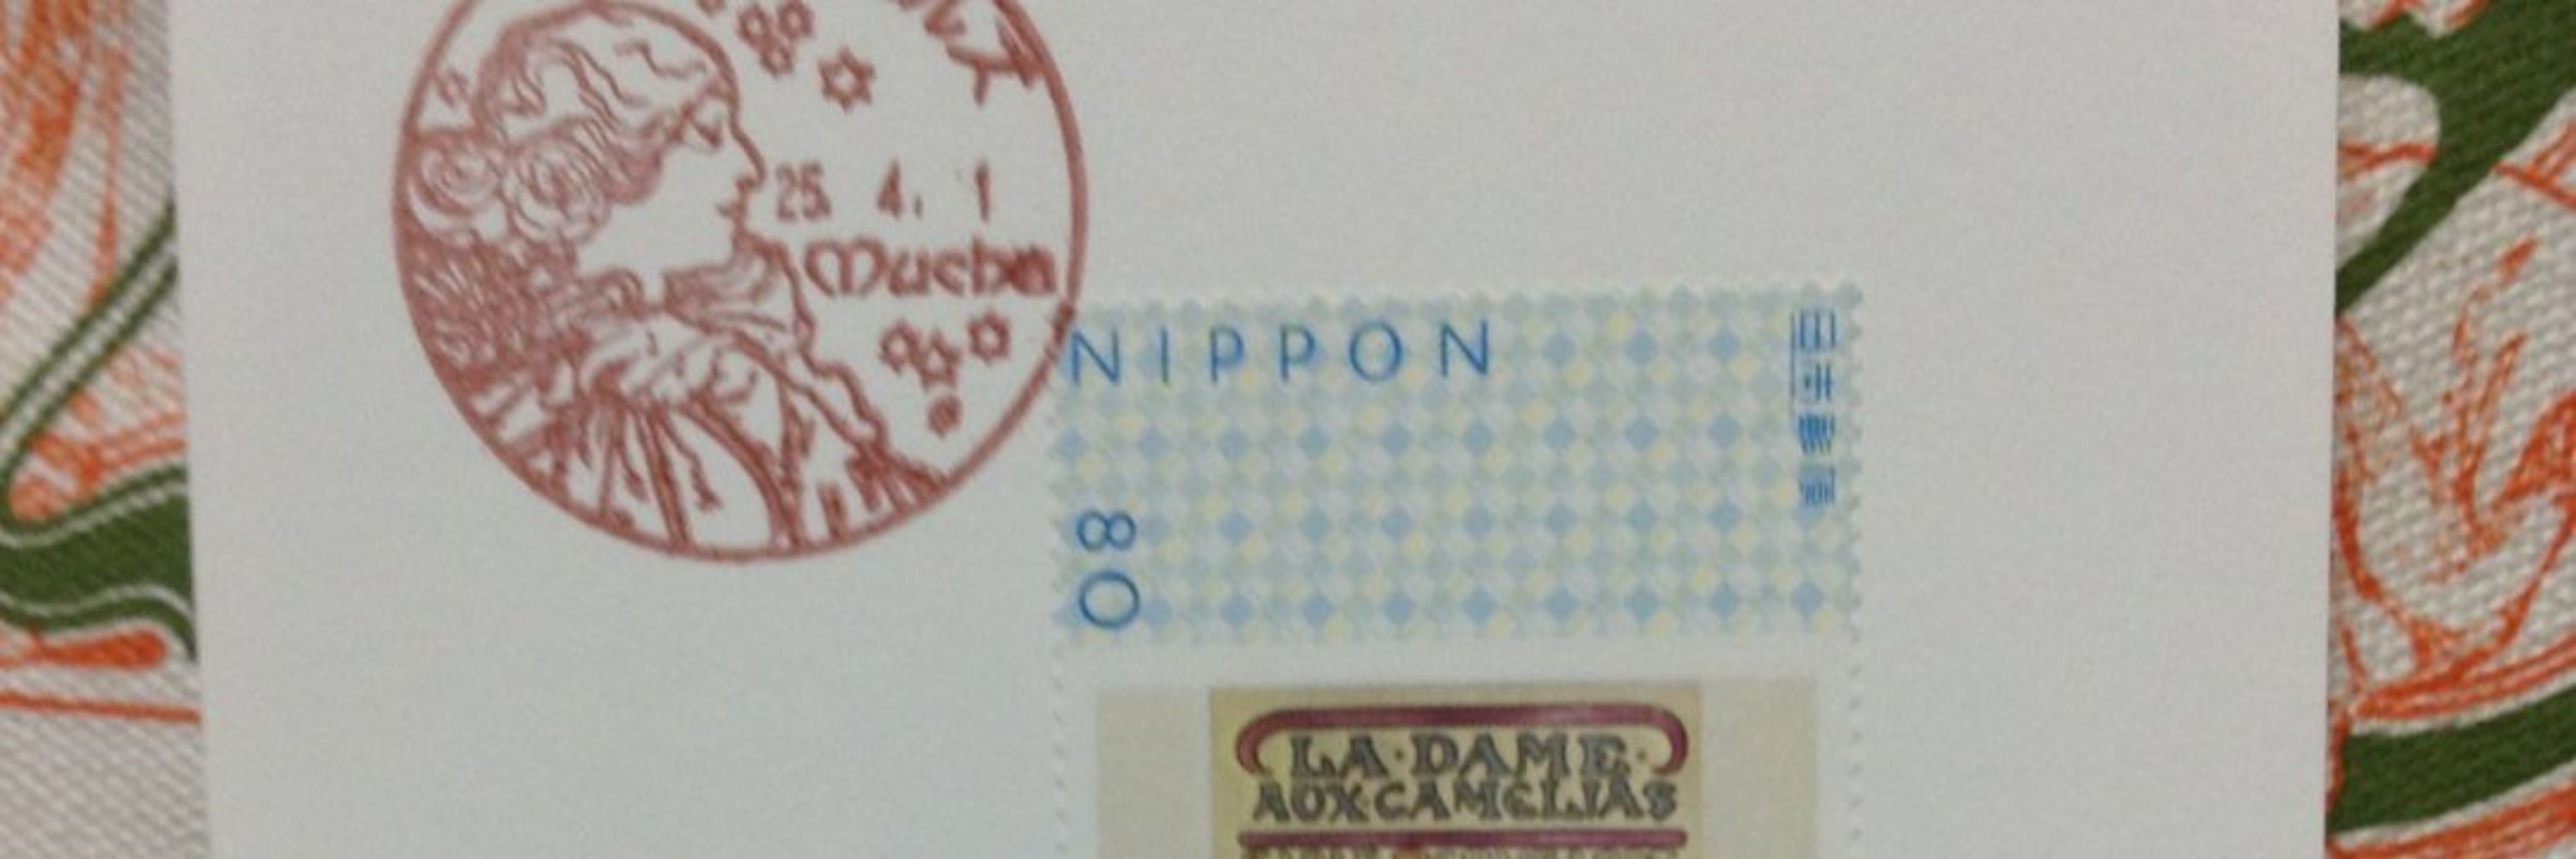 25. 4. 1
Mucha
NIPPON
日本郵便
80
LA·DAME·
AUX·CAMELIAS